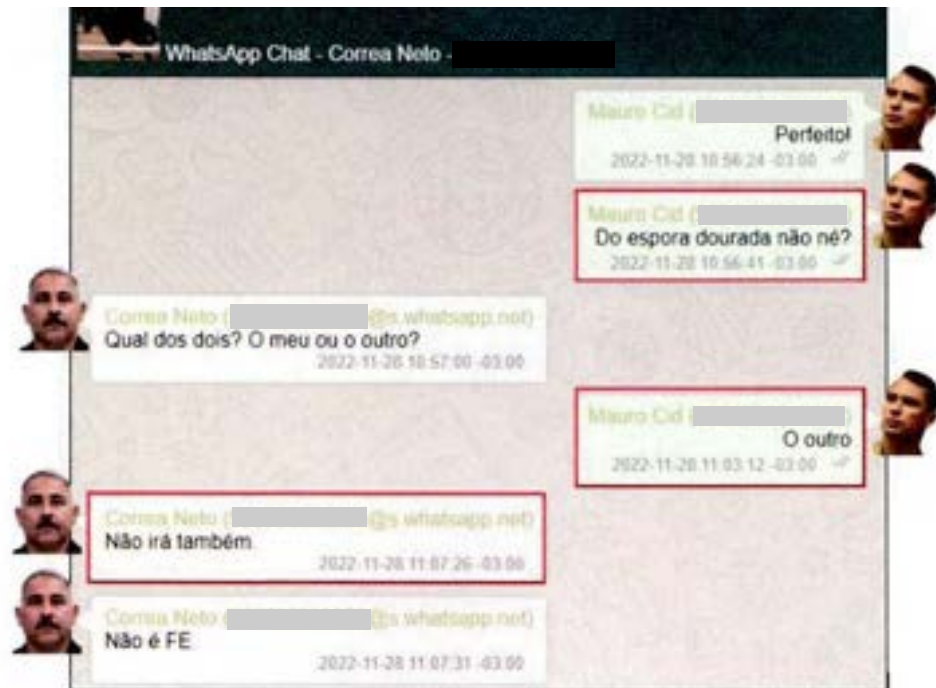 WhatsApp Chat - Correa Neto -
Mauro Cid (
Perfeito!
2022-11-28 10:56:24 -03:00
Mauro Cid (          )
Do espora dourada não né?
2022-11-28 10:56:41 -03:00
Correa Neto (          @s.whatsapp.net)
Qual dos dois? O meu ou o outro?
2022-11-28 10:57:00 -03:00
Mauro Cid (          )
O outro
2022-11-28 11:03:12 -03:00
Correa Neto (          @s.whatsapp.net)
Não irá também.
2022-11-28 11:07:26 -03:00
Correa Neto (          @s.whatsapp.net)
Não é FE
2022-11-28 11:07:31 -03:00